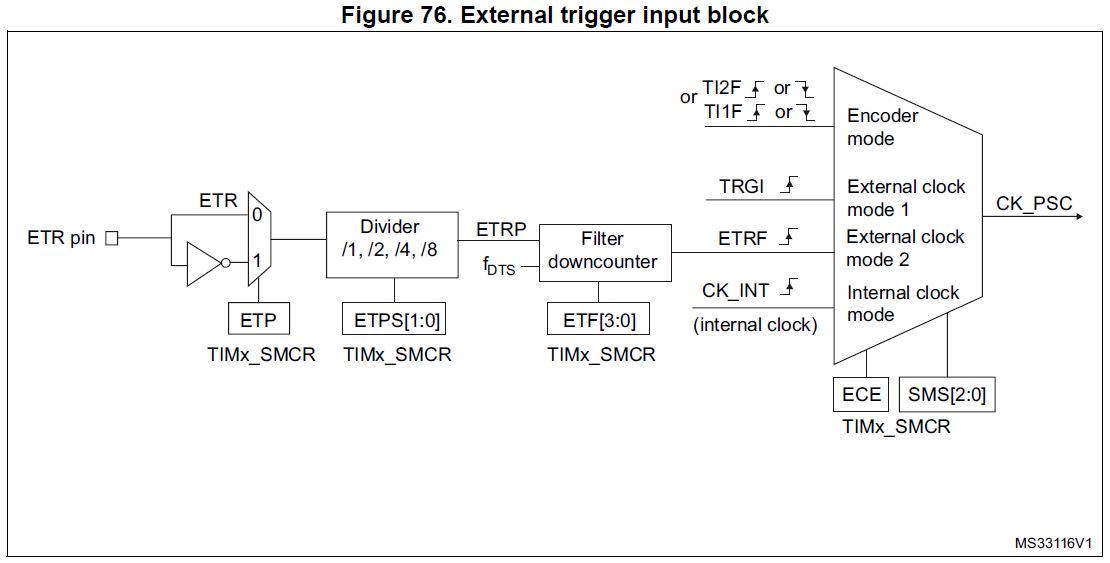 Figure 76. External trigger input block
or TI2F or
TI1F or
Encoder
mode
TRGI
External clock
mode 1
CK_PSC
ETR
0
ETR pin
1
Divider
/1, /2, /4, /8
ETRP
fDTS
Filter
downcounter
ETRF
External clock
mode 2
CK_INT
(internal clock)
Internal clock
mode
ETP
TIMx_SMCR
ETPS[1:0]
TIMx_SMCR
ETF[3:0]
TIMx_SMCR
ECE
SMS[2:0]
TIMx_SMCR
MS33116V1